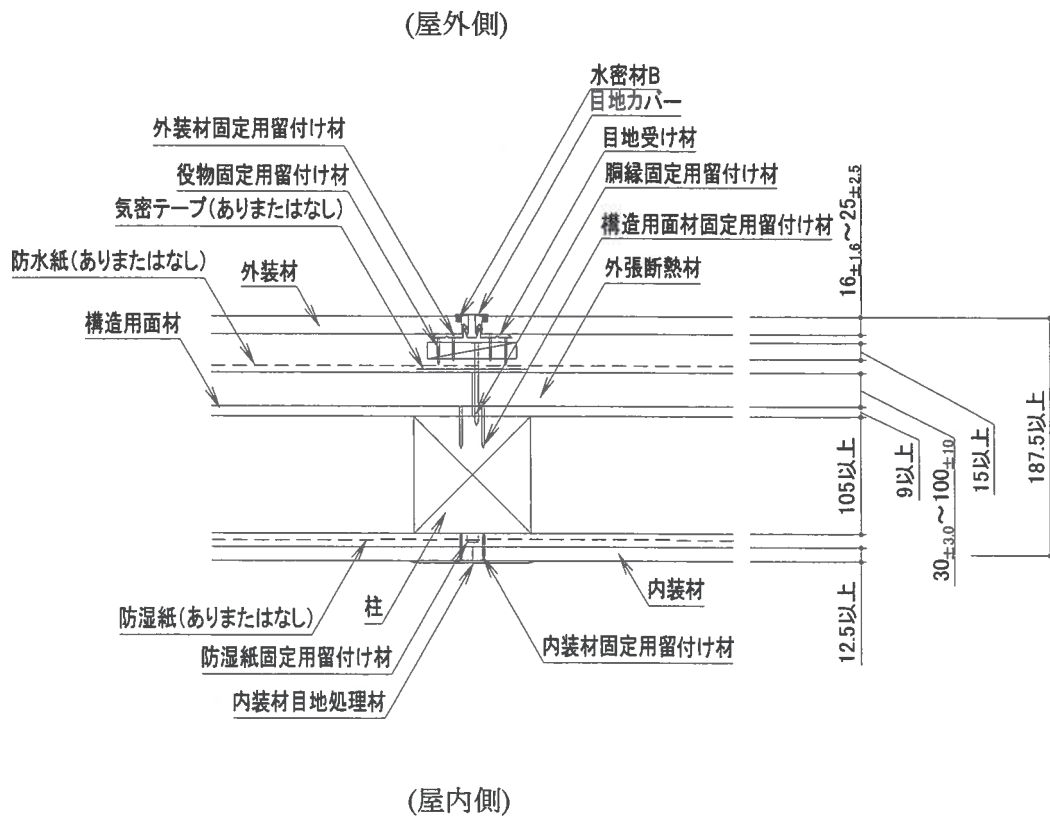 (屋外側)
水密材B
目地カバー
外装材固定用留付け材
目地受け材
役物固定用留付け材
胴縁固定用留付け材
気密テープ(ありまたはなし)
構造用面材固定用留付け材
防水紙(ありまたはなし)
外装材
外張断熱材
構造用面材
16±1.6～25±2.5
187.5以上
15以上
30±3.0～100±10
9以上
105以上
12.5以上
防湿紙(ありまたはなし)
柱
内装材
防湿紙固定用留付け材
内装材固定用留付け材
内装材目地処理材
(屋内側)